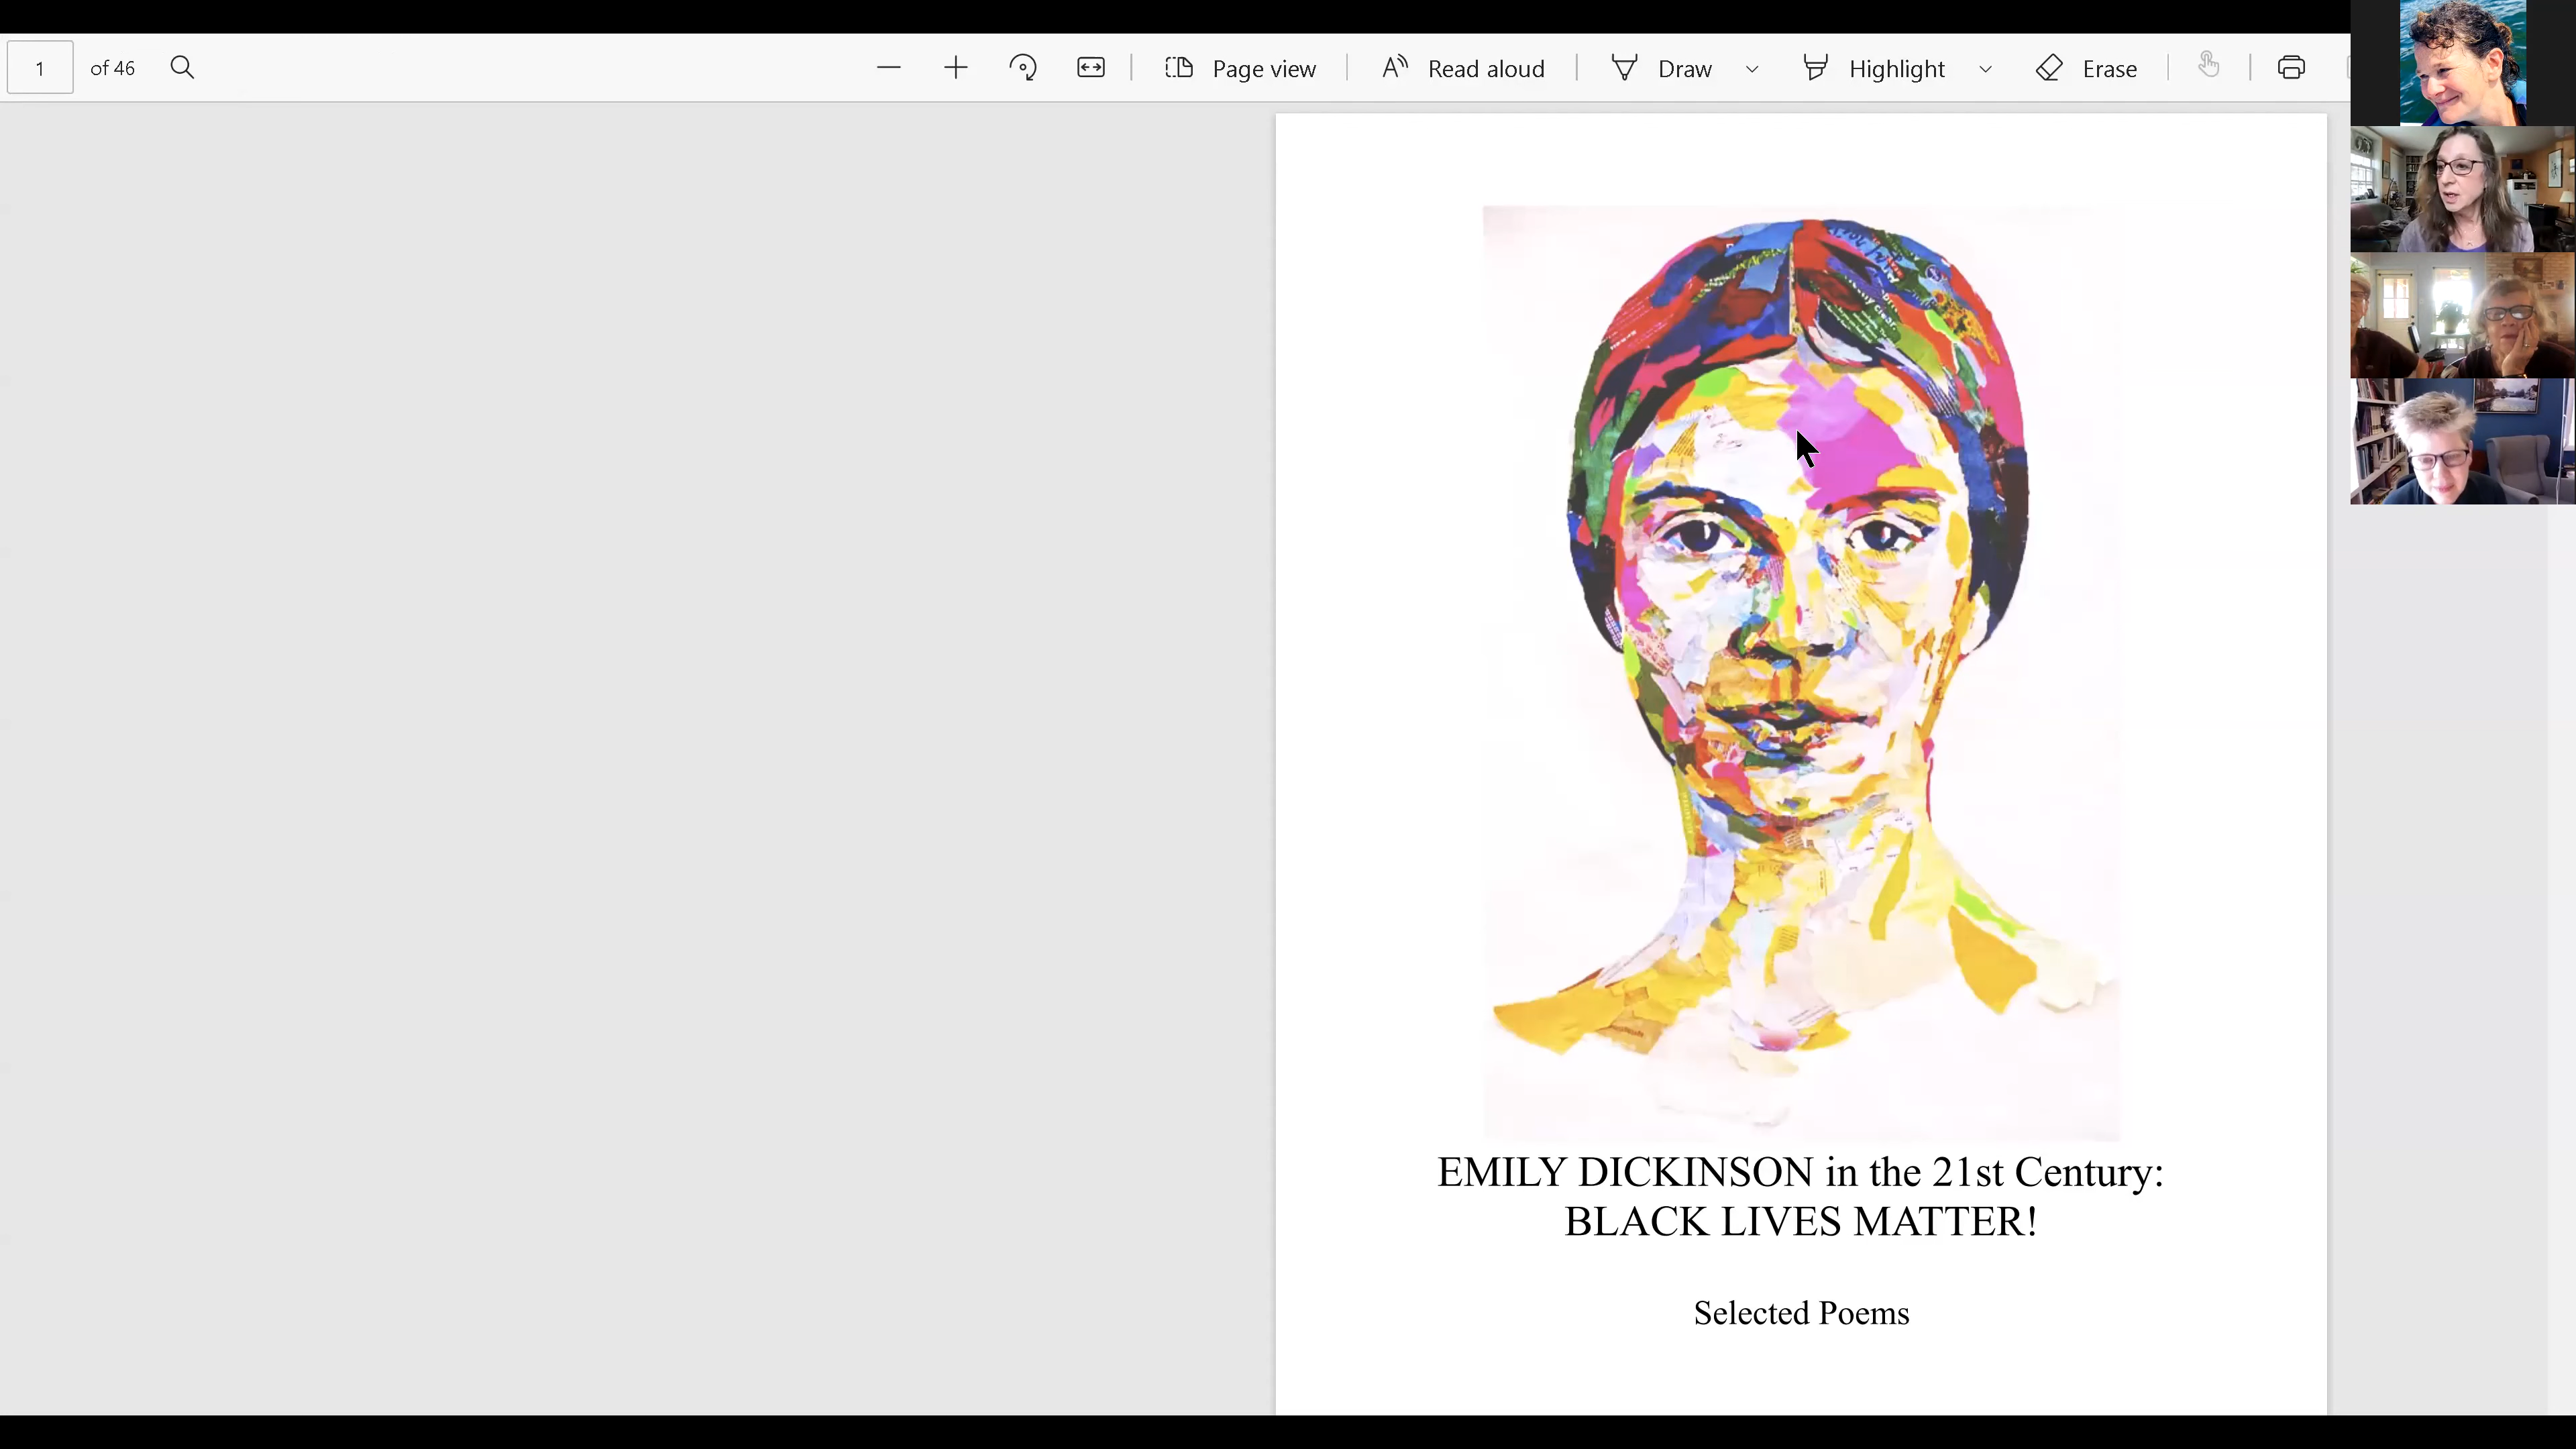 1 of 46 Page view Read aloud Draw Highlight Erase
EMILY DICKINSON in the 21st Century:
BLACK LIVES MATTER!
Selected Poems